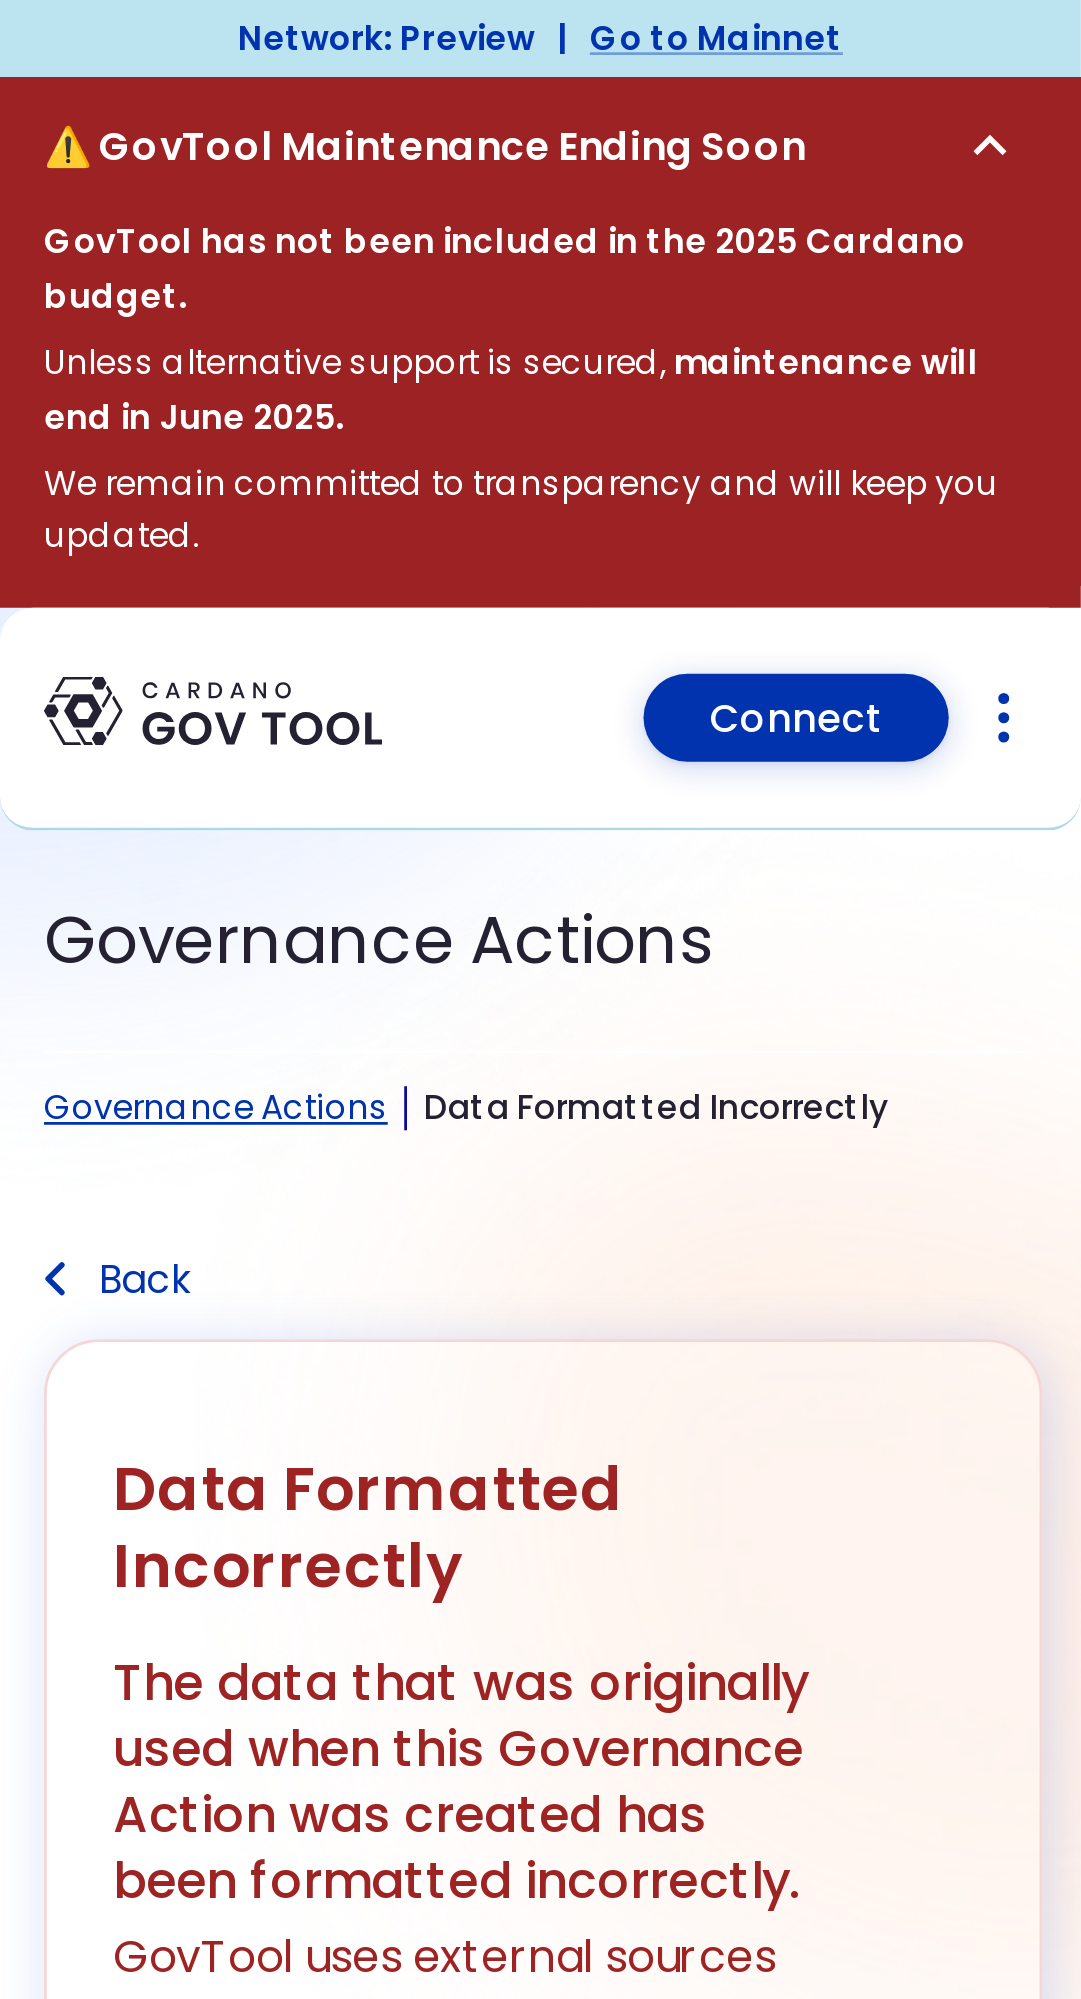 Network: Preview | Go to Mainnet
⚠️ GovTool Maintenance Ending Soon
GovTool has not been included in the 2025 Cardano
budget.
Unless alternative support is secured, maintenance will
end in June 2025.
We remain committed to transparency and will keep you
updated.
CARDANO
GOV TOOL
Connect
Governance Actions
Governance Actions | Data Formatted Incorrectly
Back
Data Formatted
Incorrectly
The data that was originally
used when this Governance
Action was created has
been formatted incorrectly.
GovTool uses external sources